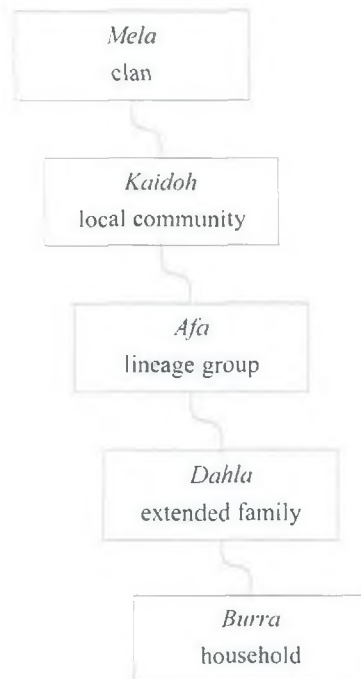 Mela
clan
Kaidoh
local community
Afa
lineage group
Dahla
extended family
Burra
household